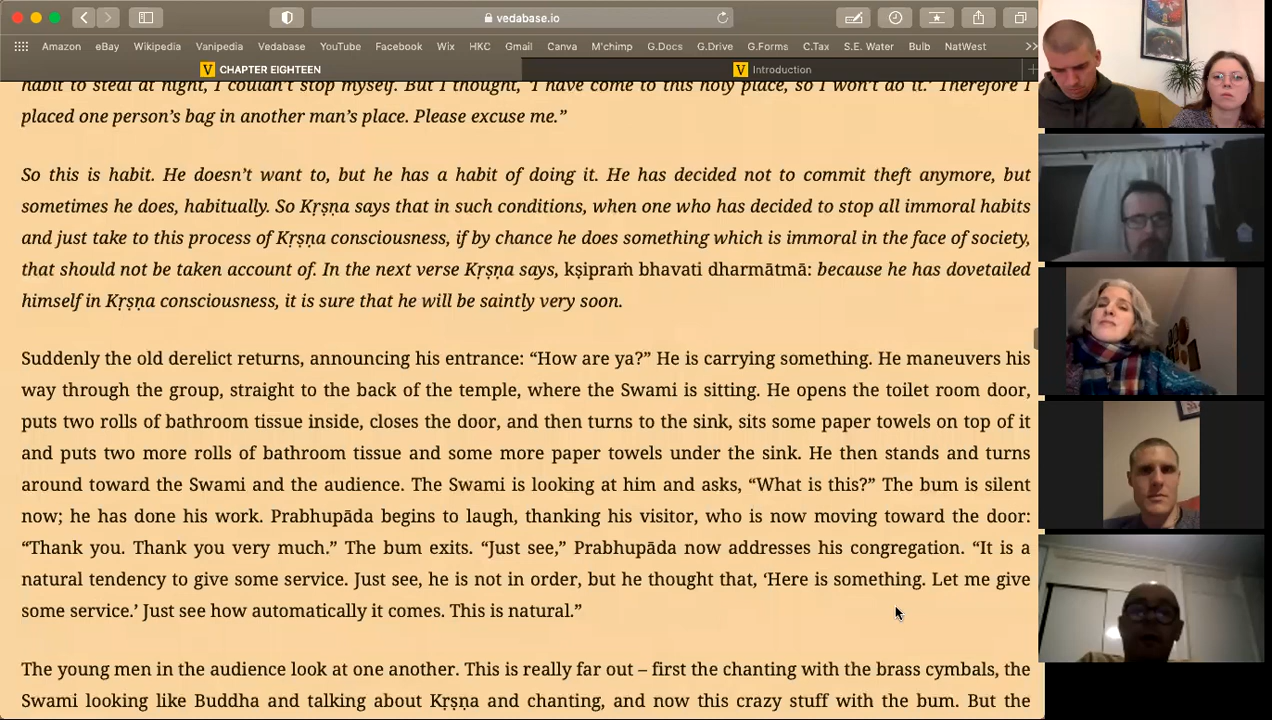 vedabase.io
Amazon eBay Wikipedia Vanipedia Vedabase YouTube Facebook Wix HKC Gmail Canva M'chimp G.Docs G.Drive G.Forms C.Tax S.E. Water Bulb NatWest >>
V CHAPTER EIGHTEEN V Introduction +
habit to steal at night, I couldn't stop myself. But I thought, 'I have come to this holy place, so I won't do it.' Therefore I
placed one person's bag in another man's place. Please excuse me.”
So this is habit. He doesn't want to, but he has a habit of doing it. He has decided not to commit theft anymore, but
sometimes he does, habitually. So Kṛṣṇa says that in such conditions, when one who has decided to stop all immoral habits
and just take to this process of Kṛṣṇa consciousness, if by chance he does something which is immoral in the face of society,
that should not be taken account of. In the next verse Kṛṣṇa says, kṣipraṁ bhavati dharmātmā: because he has dovetailed
himself in Kṛṣṇa consciousness, it is sure that he will be saintly very soon.
Suddenly the old derelict returns, announcing his entrance: “How are ya?” He is carrying something. He maneuvers his
way through the group, straight to the back of the temple, where the Swami is sitting. He opens the toilet room door,
puts two rolls of bathroom tissue inside, closes the door, and then turns to the sink, sits some paper towels on top of it
and puts two more rolls of bathroom tissue and some more paper towels under the sink. He then stands and turns
around toward the Swami and the audience. The Swami is looking at him and asks, “What is this?” The bum is silent
now; he has done his work. Prabhupāda begins to laugh, thanking his visitor, who is now moving toward the door:
“Thank you. Thank you very much.” The bum exits. “Just see,” Prabhupāda now addresses his congregation. “It is a
natural tendency to give some service. Just see, he is not in order, but he thought that, ‘Here is something. Let me give
some service.’ Just see how automatically it comes. This is natural.”
The young men in the audience look at one another. This is really far out – first the chanting with the brass cymbals, the
Swami looking like Buddha and talking about Kṛṣṇa and chanting, and now this crazy stuff with the bum. But the